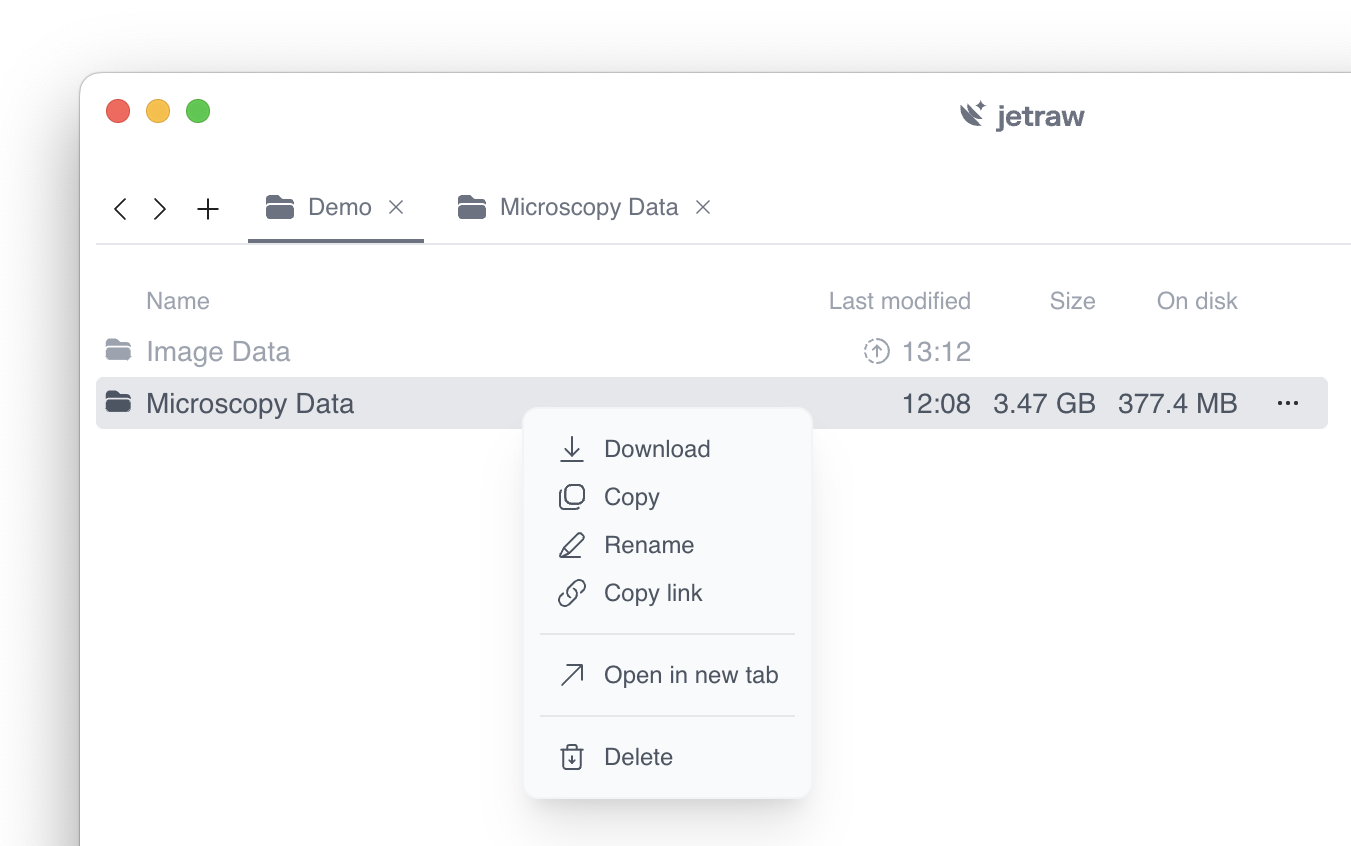 jetraw
Demo Microscopy Data
Name Last modified Size On disk
Image Data 13:12
Microscopy Data 12:08 3.47 GB 377.4 MB
Download
Copy
Rename
Copy link
Open in new tab
Delete